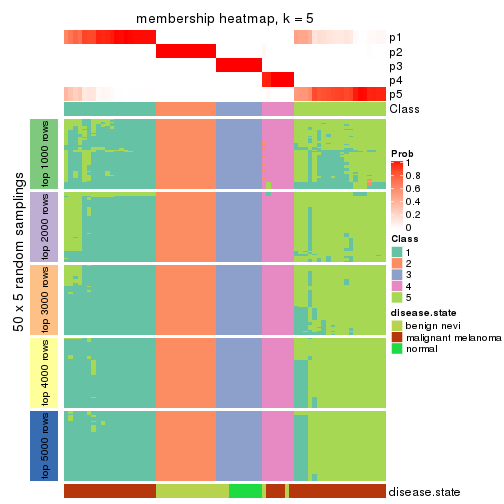 membership heatmap, k = 5
p1
p2
p3
p4
p5
Class
50 x 5 random samplings
top 1000 rows
top 2000 rows
top 3000 rows
top 4000 rows
top 5000 rows
Prob
1
0.8
0.6
0.4
0.2
0
Class
1
2
3
4
5
disease.state
benign nevi
malignant melanoma
normal
disease.state